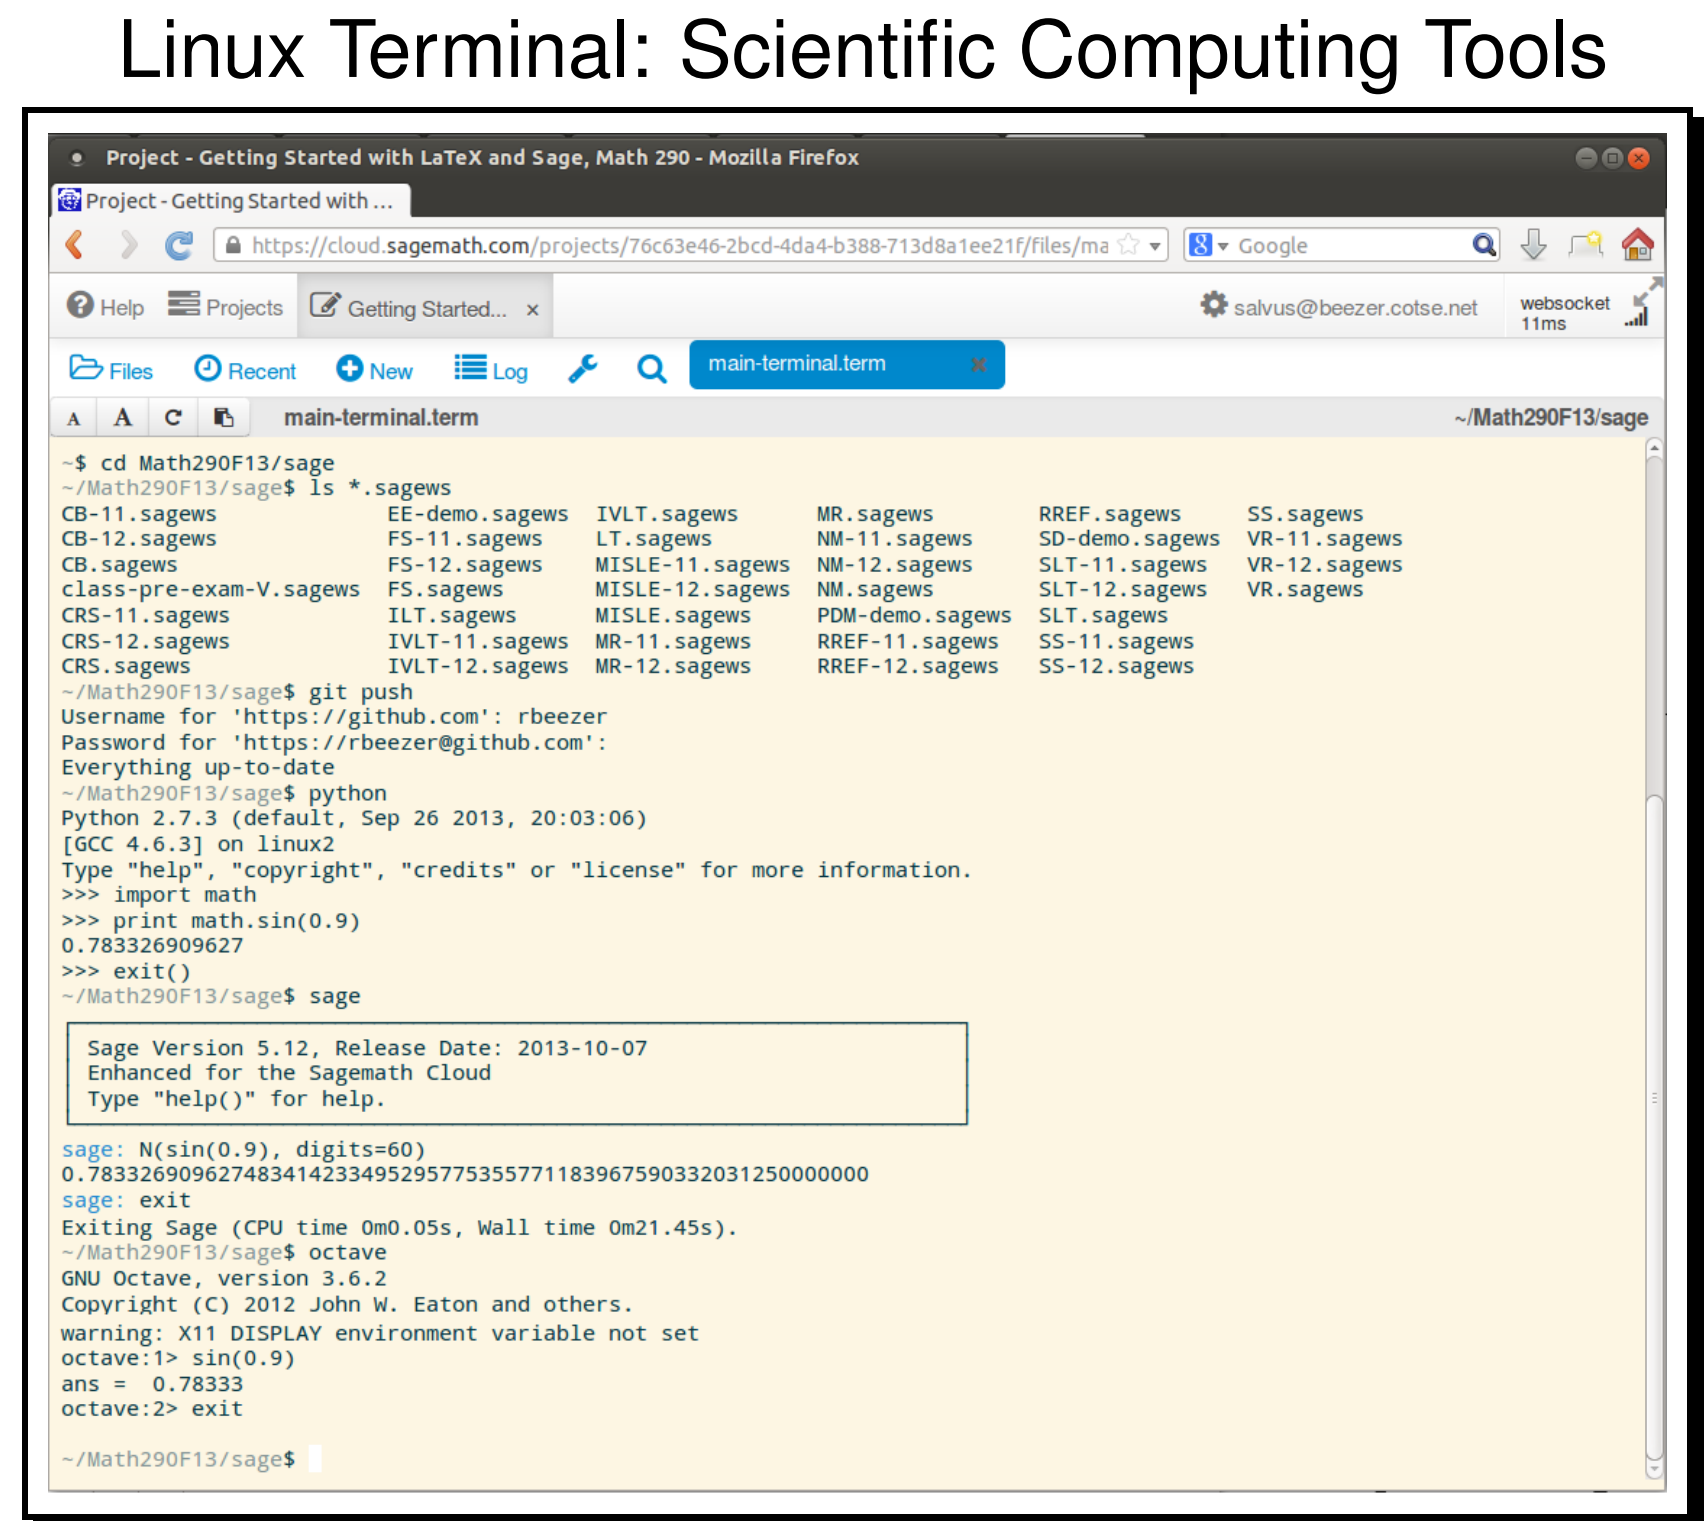 Linux Terminal: Scientific Computing Tools
Project - Getting Started with LaTeX and Sage, Math 290 - Mozilla Firefox
Project - Getting Started with ...
https://cloud.sagemath.com/projects/76c63e46-2bcd-4da4-b388-713d8a1ee21f/files/ma 8 Google
Help Projects Getting Started... x salvus@beezer.cotse.net websocket
11ms
Files Recent New Log main-terminal.term x
A A C main-terminal.term ~/Math290F13/sage
~$ cd Math290F13/sage
~/Math290F13/sage$ ls *.sagews
CB-11.sagews EE-demo.sagews IVLT.sagews MR.sagews RREF.sagews SS.sagews
CB-12.sagews FS-11.sagews LT.sagews NM-11.sagews SD-demo.sagews VR-11.sagews
CB.sagews FS-12.sagews MISLE-11.sagews NM-12.sagews SLT-11.sagews VR-12.sagews
class-pre-exam-V.sagews FS.sagews MISLE-12.sagews NM.sagews SLT-12.sagews VR.sagews
CRS-11.sagews ILT.sagews MISLE.sagews PDM-demo.sagews SLT.sagews
CRS-12.sagews IVLT-11.sagews MR-11.sagews RREF-11.sagews SS-11.sagews
CRS.sagews IVLT-12.sagews MR-12.sagews RREF-12.sagews SS-12.sagews
~/Math290F13/sage$ git push
Username for 'https://github.com': rbeezer
Password for 'https://rbeezer@github.com':
Everything up-to-date
~/Math290F13/sage$ python
Python 2.7.3 (default, Sep 26 2013, 20:03:06)
[GCC 4.6.3] on linux2
Type "help", "copyright", "credits" or "license" for more information.
>>> import math
>>> print math.sin(0.9)
0.783326909627
>>> exit()
~/Math290F13/sage$ sage
Sage Version 5.12, Release Date: 2013-10-07
Enhanced for the Sagemath Cloud
Type "help()" for help.
sage: N(sin(0.9), digits=60)
0.783326909627483414233495295775355771183967590332031250000000
sage: exit
Exiting Sage (CPU time 0m0.05s, Wall time 0m21.45s).
~/Math290F13/sage$ octave
GNU Octave, version 3.6.2
Copyright (C) 2012 John W. Eaton and others.
warning: X11 DISPLAY environment variable not set
octave:1> sin(0.9)
ans =  0.78333
octave:2> exit
~/Math290F13/sage$